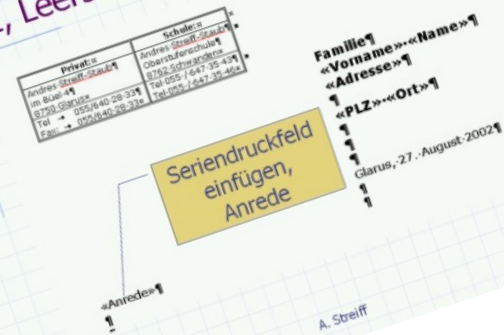 , Leers
Privat:¤
Andres·Streiff-Staub¶
im·Büel·4¶
8750·Glarus¤
Tel → 055/640·28·33¶
Fax: → 055/640·28·33¤
Schule:¤
Andres·Streiff-Staub¶
Oberstufenschule¶
8762·Schwanden¤
Tel·055·/·647·35·43¶
Tel·055·/·647·35·46¤
Familie¶
«Vorname»·«Name»¶
«Adresse»¶
¶
«PLZ»·«Ort»¶
¶
¶
¶
¶
Glarus,·27.·August·2002¶
¶
¶
Seriendruckfeld
einfügen,
Anrede
«Anrede»¶
¶
A. Streiff